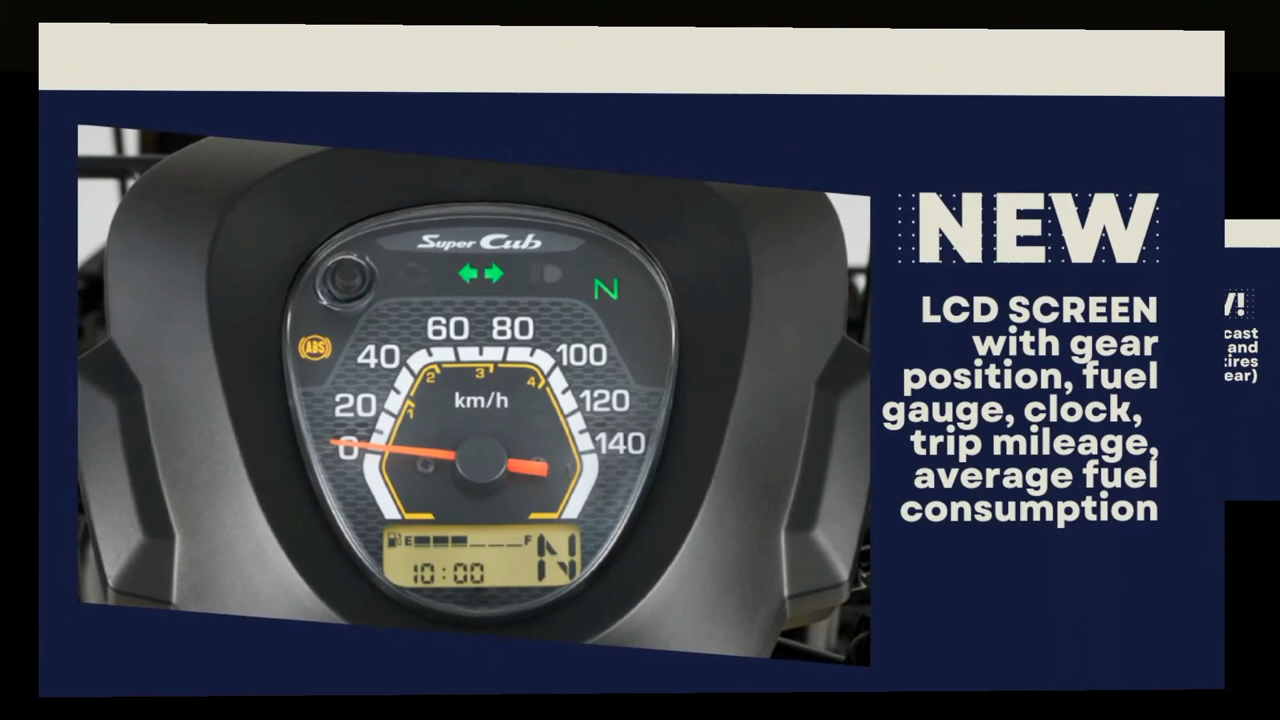 Super Cub
N
ABS
60 80
40 100
20 120
0 140
1 2 3 4
km/h
E F
N
10:00
NEW
LCD SCREEN
with gear
position, fuel
gauge, clock,
trip mileage,
average fuel
consumption
!
cast
and
ear)